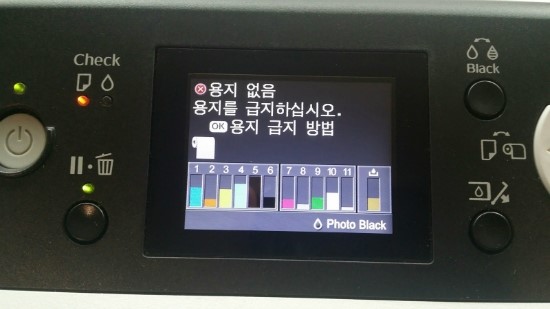 Check
용지 없음
용지를 급지하십시오.
OK 용지 급지 방법
1 2 3 4 5 6 7 8 9 10 11
Photo Black
Black